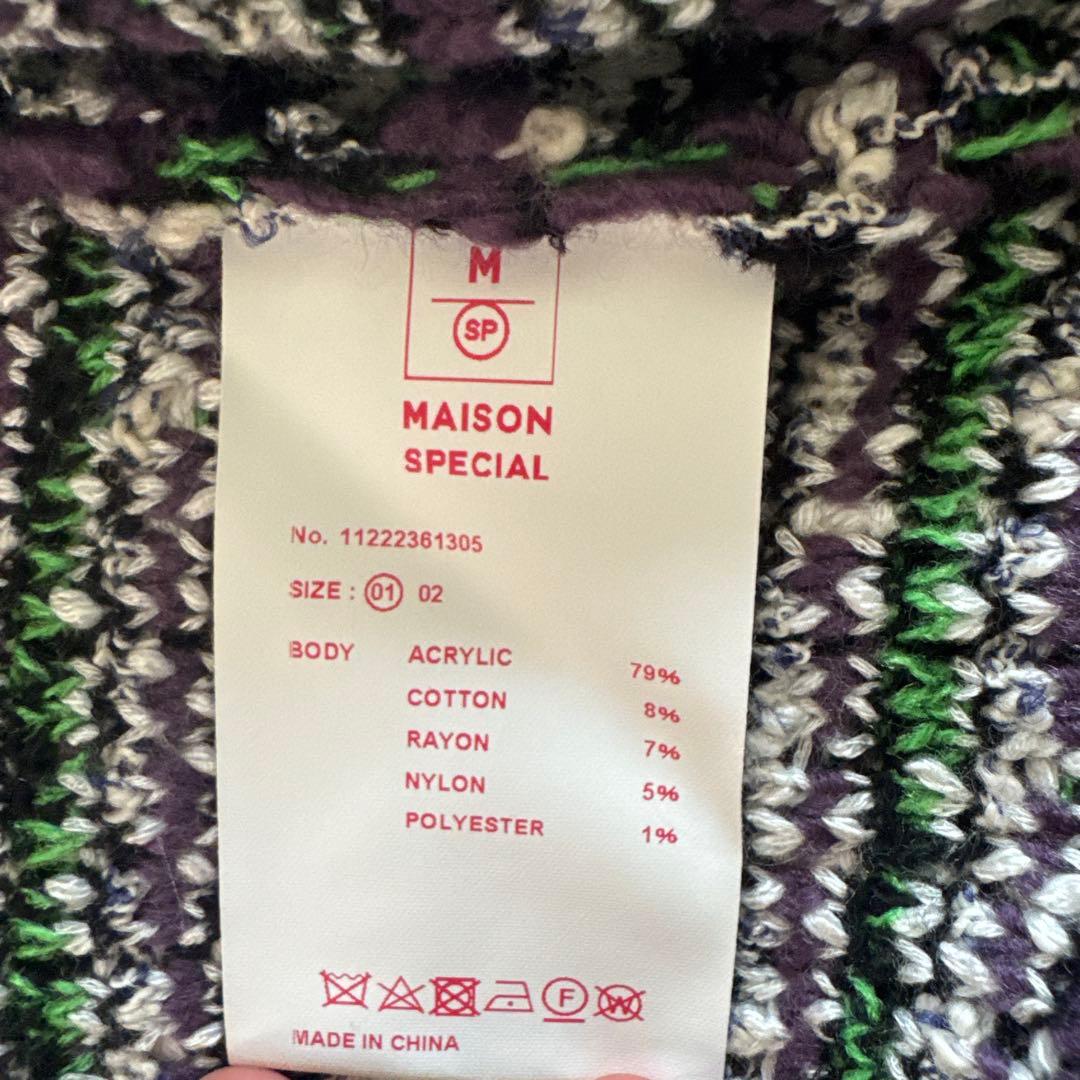 M
SP
MAISON
SPECIAL
No. 11222361305
SIZE : 01 02
BODY ACRYLIC 79%
COTTON 8%
RAYON 7%
NYLON 5%
POLYESTER 1%
F W
MADE IN CHINA